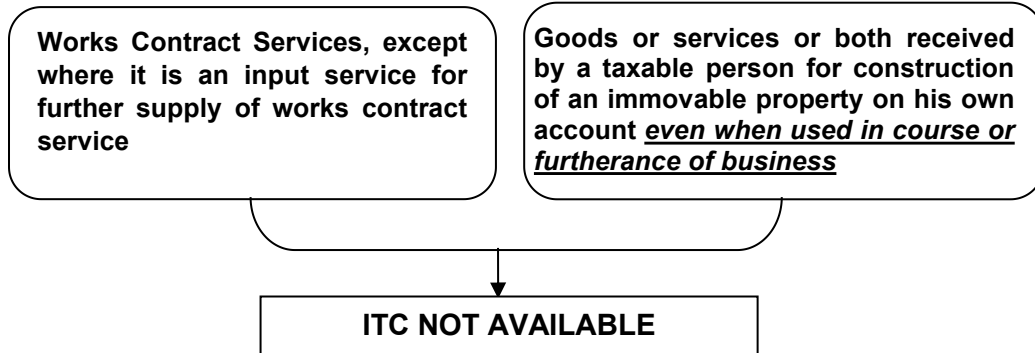 Works Contract Services, except
where it is an input service for
further supply of works contract
service
Goods or services or both received
by a taxable person for construction
of an immovable property on his own
account even when used in course or
furtherance of business
ITC NOT AVAILABLE